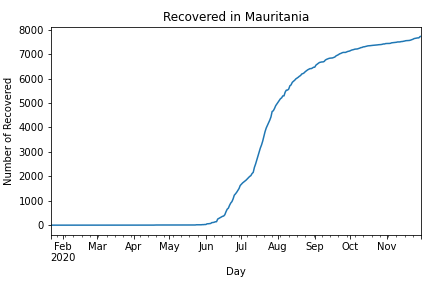 Recovered in Mauritania
Number of Recovered
8000
7000
6000
5000
4000
3000
2000
1000
0
Feb Mar Apr May Jun Jul Aug Sep Oct Nov
2020
Day